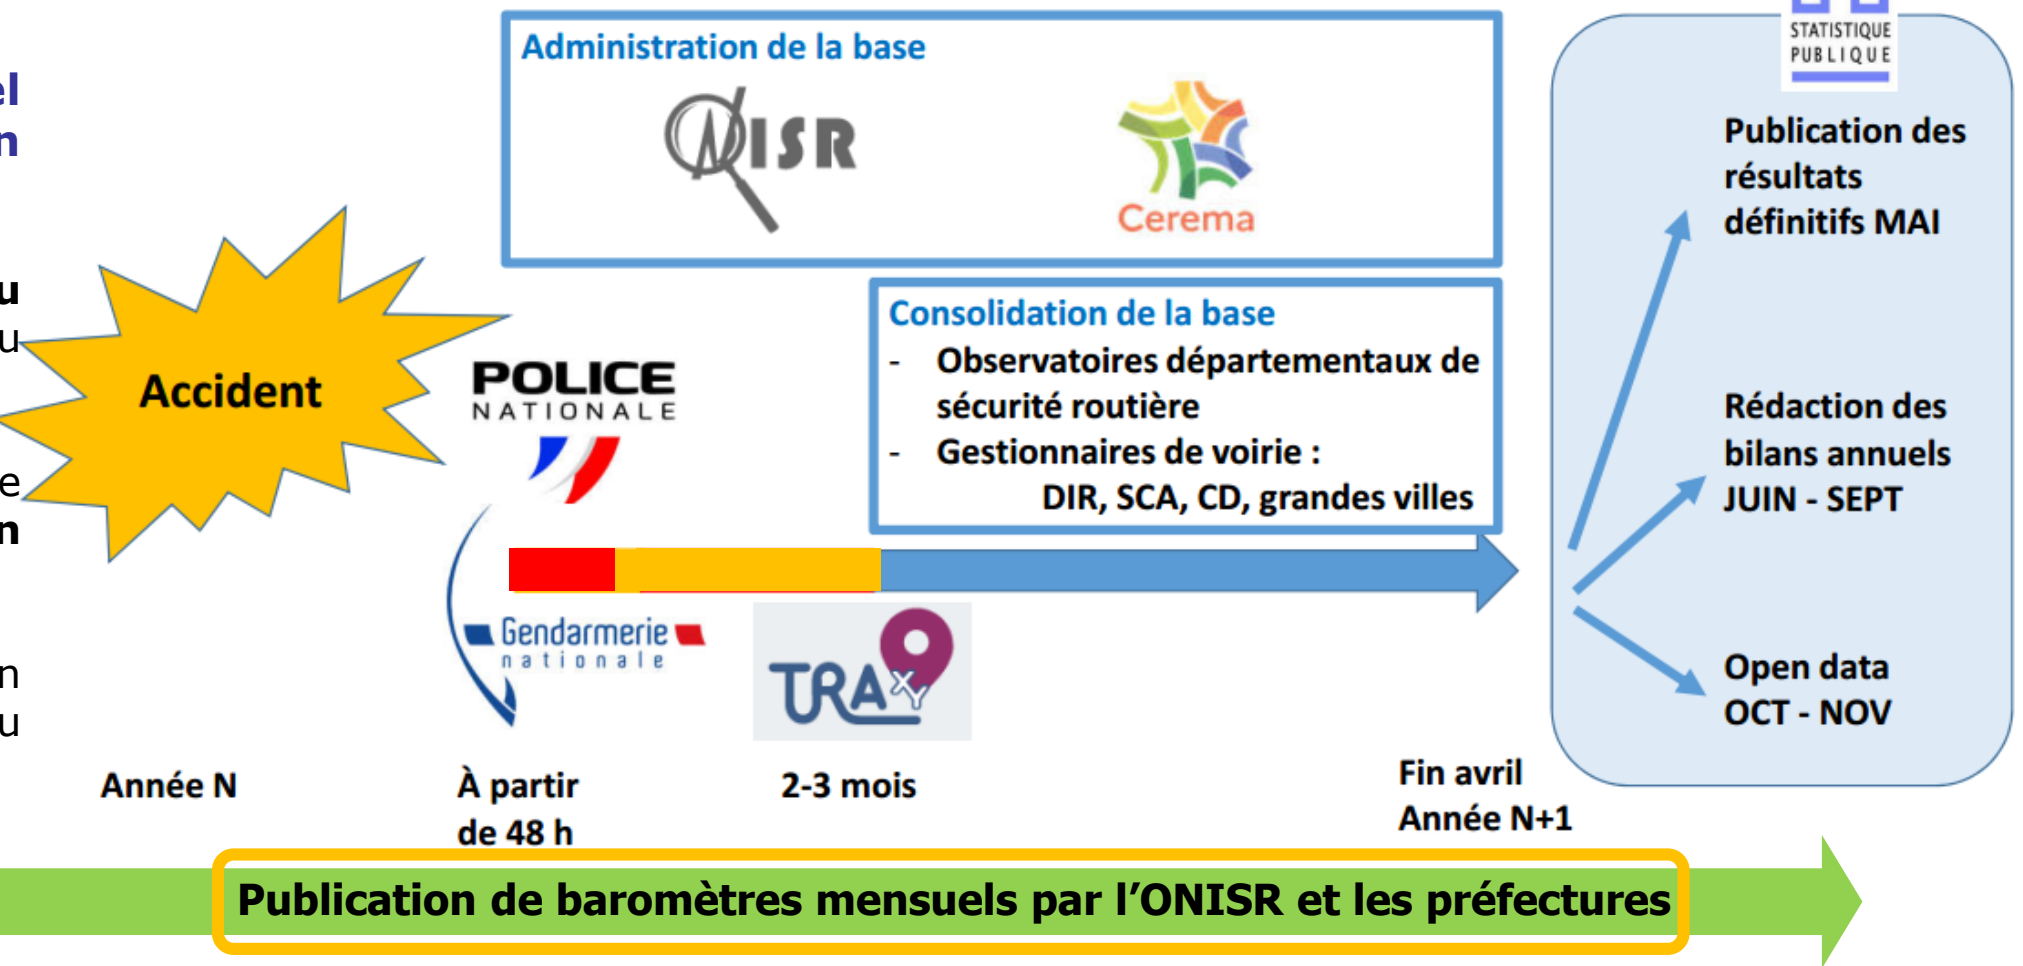 el
n
u
u
e
n
n
u
Accident
Administration de la base
ONISR
Cerema
Consolidation de la base
- Observatoires départementaux de
sécurité routière
- Gestionnaires de voirie :
DIR, SCA, CD, grandes villes
POLICE
NATIONALE
Gendarmerie
nationale
TRAxy
STATISTIQUE
PUBLIQUE
Publication des
résultats
définitifs MAI
Rédaction des
bilans annuels
JUIN - SEPT
Open data
OCT - NOV
Année N
À partir
de 48 h
2-3 mois
Fin avril
Année N+1
Publication de baromètres mensuels par l’ONISR et les préfectures